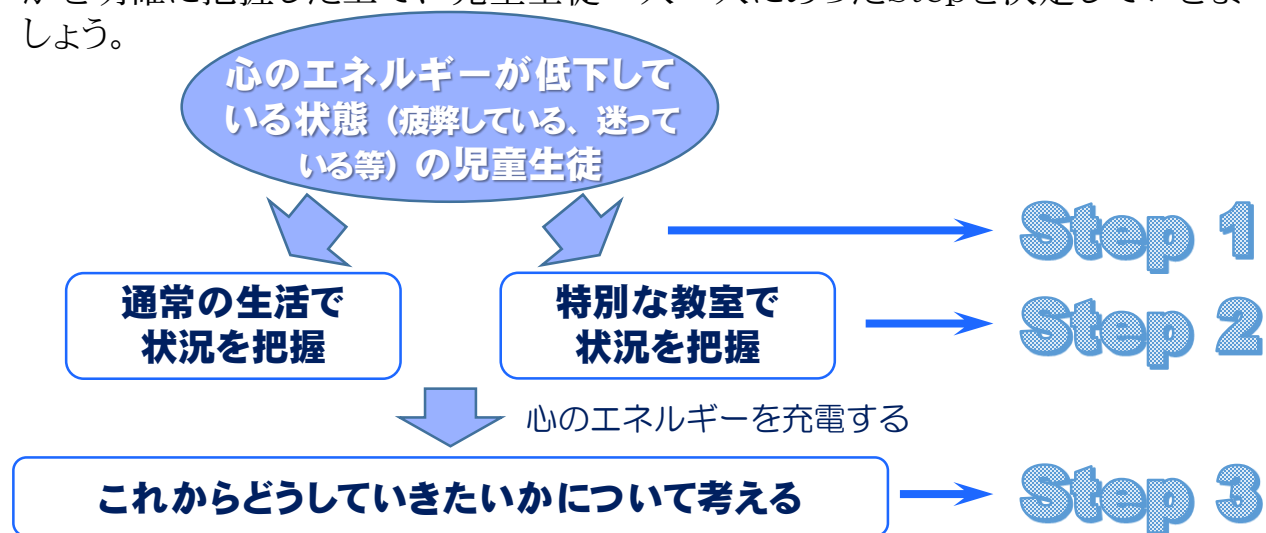 しょう。
心のエネルギーが低下して
いる状態（疲弊している、迷って
いる等）の児童生徒
Step 1
通常の生活で
状況を把握
特別な教室で
状況を把握
Step 2
心のエネルギーを充電する
これからどうしていきたいかについて考える
Step 3